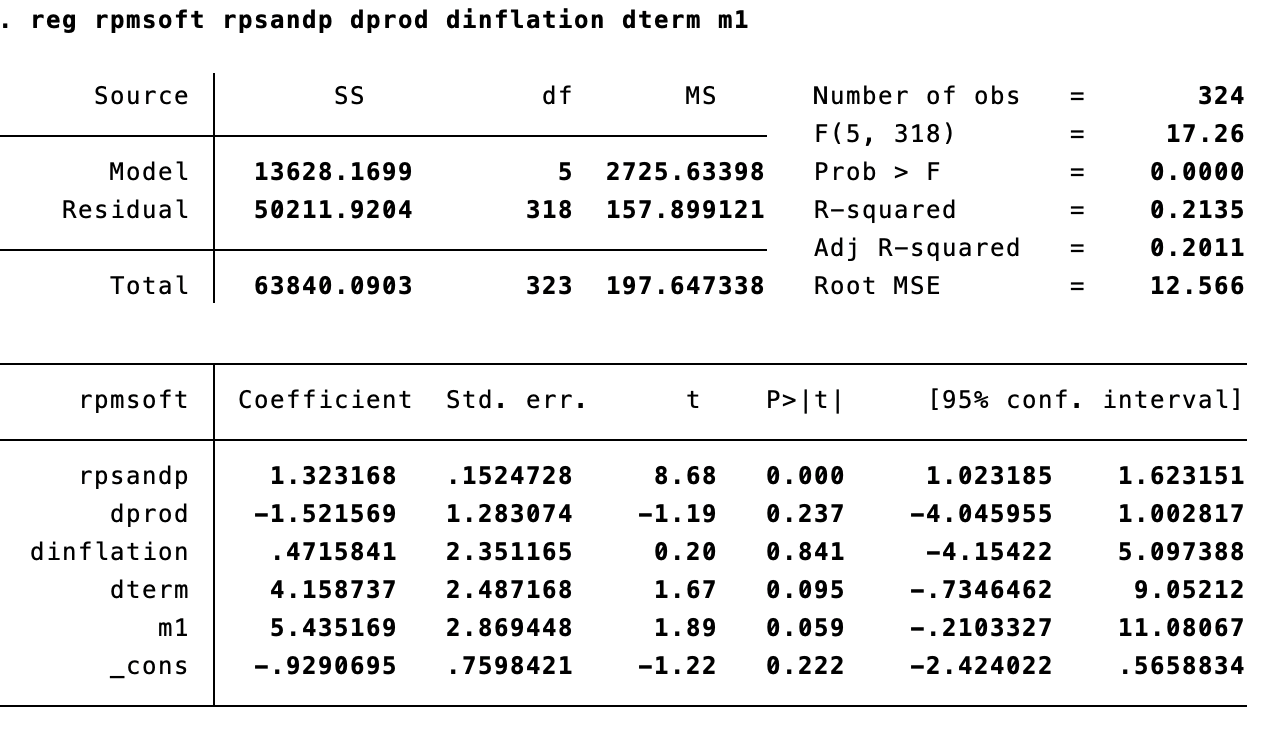 . reg rpmsoft rpsandp dprod dinflation dterm m1
Source SS df MS Number of obs = 324
F(5, 318) = 17.26
Model 13628.1699 5 2725.63398 Prob > F = 0.0000
Residual 50211.9204 318 157.899121 R-squared = 0.2135
Adj R-squared = 0.2011
Total 63840.0903 323 197.647338 Root MSE = 12.566
rpmsoft Coefficient Std. err. t P>|t| [95% conf. interval]
rpsandp 1.323168 .1524728 8.68 0.000 1.023185 1.623151
dprod -1.521569 1.283074 -1.19 0.237 -4.045955 1.002817
dinflation .4715841 2.351165 0.20 0.841 -4.15422 5.097388
dterm 4.158737 2.487168 1.67 0.095 -.7346462 9.05212
m1 5.435169 2.869448 1.89 0.059 -.2103327 11.08067
_cons -.9290695 .7598421 -1.22 0.222 -2.424022 .5658834